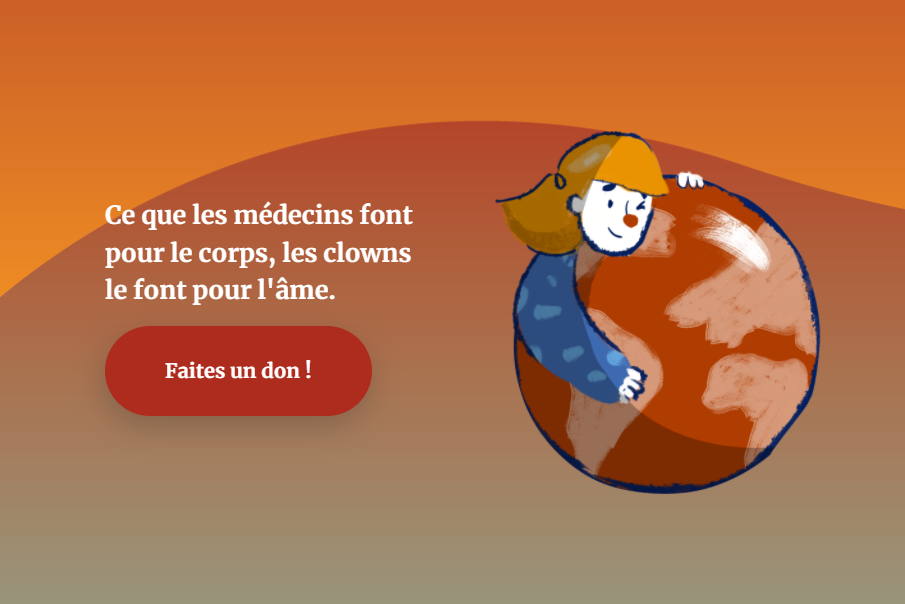 Ce que les médecins font
pour le corps, les clowns
le font pour l'âme.
Faites un don !